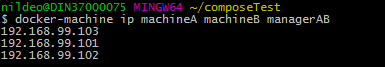 nildeo@DIN37000075 MINGW64 ~/composeTest
$ docker-machine ip machineA machineB managerAB
192.168.99.103
192.168.99.101
192.168.99.102